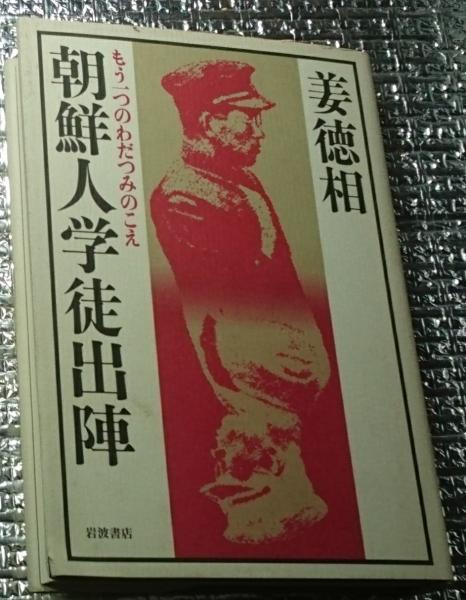 姜徳相
もう一つのわだつみのこえ
朝鮮人学徒出陣
岩波書店